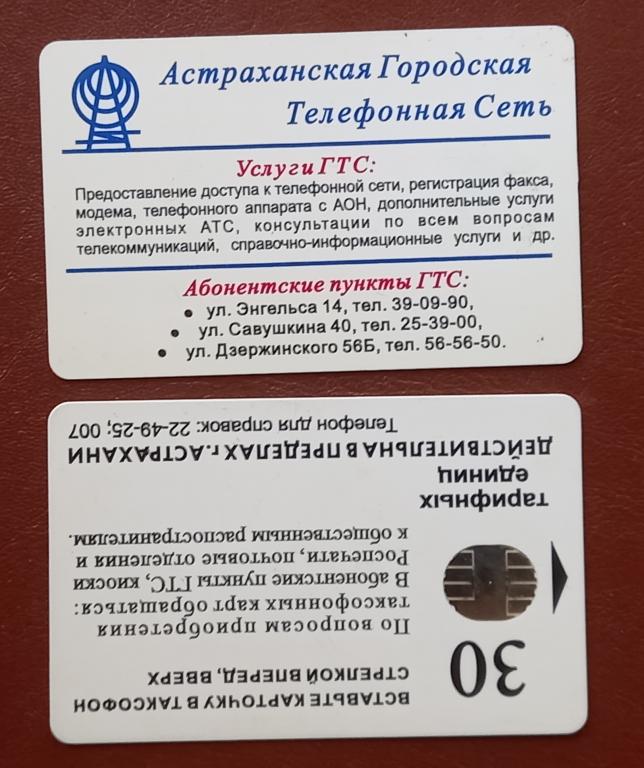 Астраханская Городская
Телефонная Сеть
Услуги ГТС:
Предоставление доступа к телефонной сети, регистрация факса,
модема, телефонного аппарата с АОН, дополнительные услуги
электронных АТС, консультации по всем вопросам
телекоммуникаций, справочно-информационные услуги и др.
Абонентские пункты ГТС:
• ул. Энгельса 14, тел. 39-09-90,
• ул. Савушкина 40, тел. 25-39-00,
• ул. Дзержинского 56Б, тел. 56-56-50.
ВСТАВЬТЕ КАРТОЧКУ В ТАКСОФОН
СТРЕЛКОЙ ВПЕРЕД, ВВЕРХ
30
По вопросам приобретения
таксофонных карт обращаться:
В абонентские пункты ГТС, киоски
Роспечати, почтовые отделения и
к общественным распостранителям.
тарифных
единиц
ДЕЙСТВИТЕЛЬНА В ПРЕДЕЛАХ г.АСТРАХАНИ
Телефон для справок: 22-49-25; 007